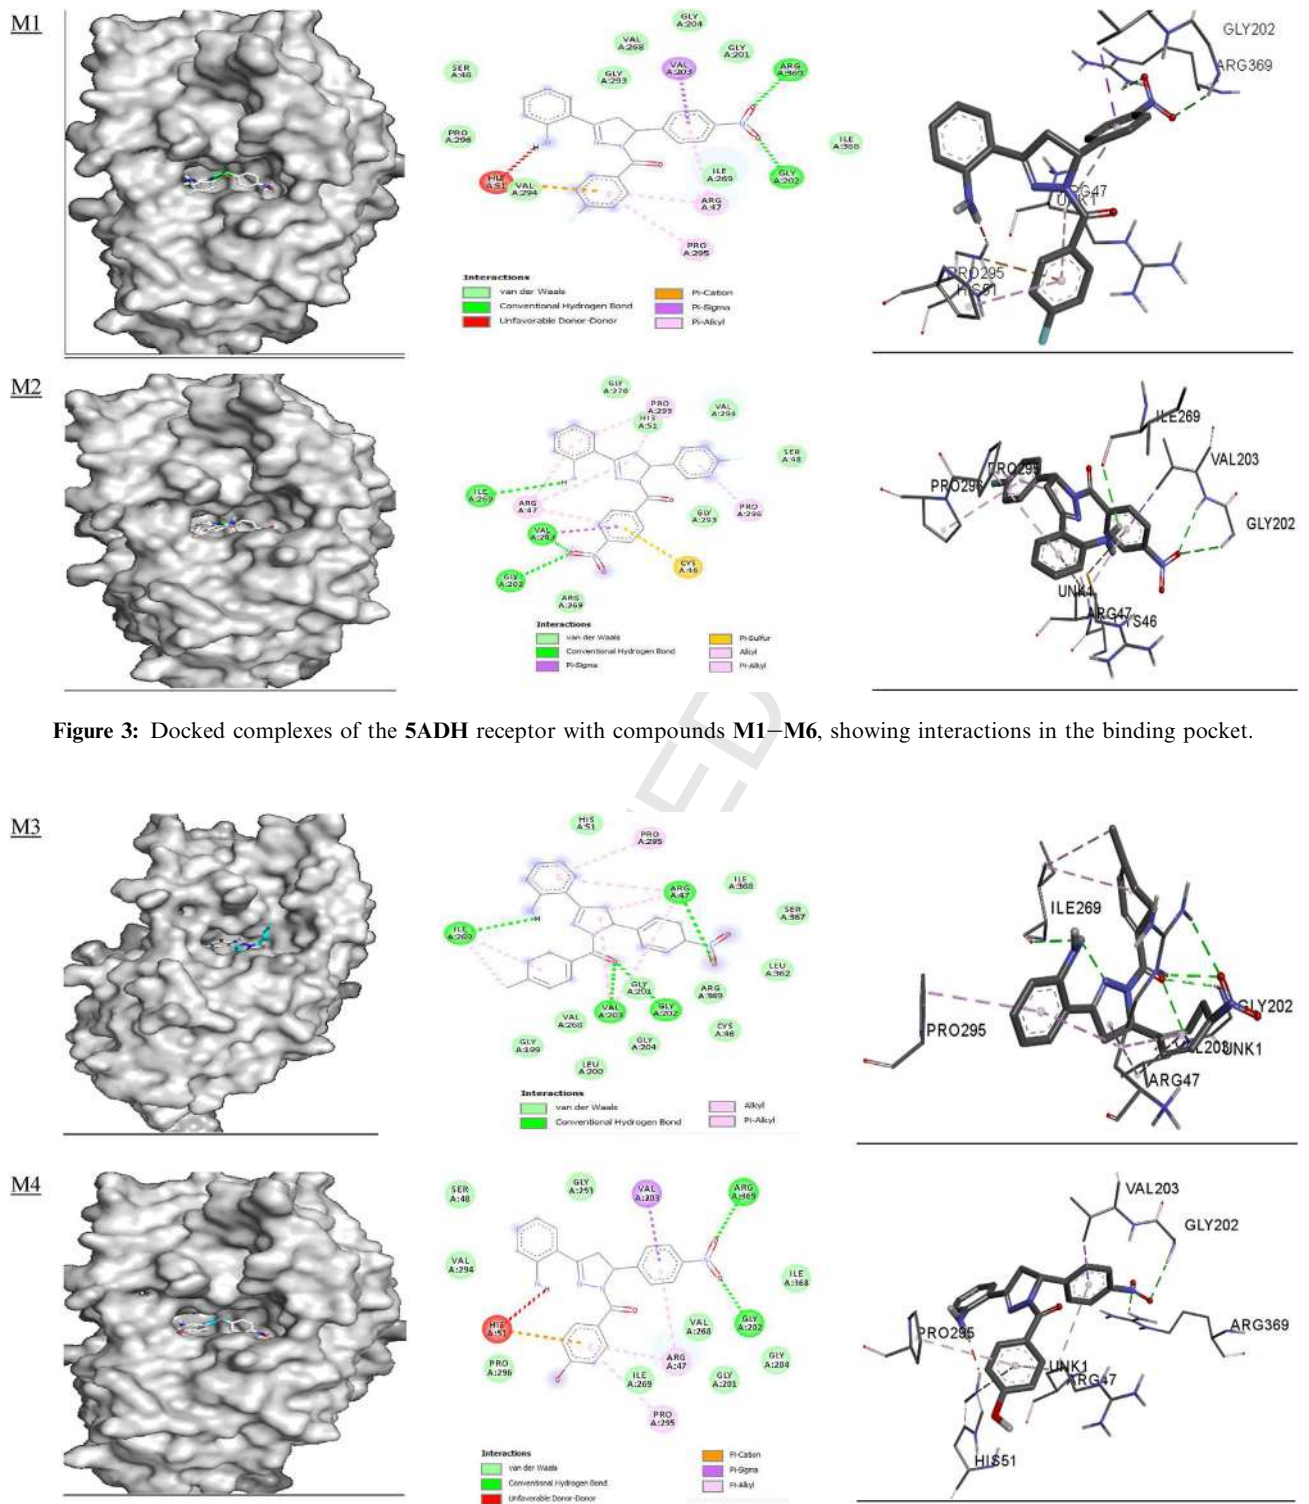 M1
GLY
A:204
VAL
A:268
GLY
A:201
VAL
A:203
ARG
A:369
SER
A:48
GLY
A:293
PRO
A:296
ILE
A:368
HIS
A:51
VAL
A:294
ILE
A:269
GLY
A:202
ARG
A:47
PRO
A:295
H
Interactions
van der Waals
Conventional Hydrogen Bond
Unfavorable Donor-Donor
Pi-Cation
Pi-Sigma
Pi-Alkyl
GLY202
ARG369
ARG47
UNK1
PRO295
HIS51
M2
GLY
A:270
PRO
A:295
HIS
A:51
VAL
A:294
SER
A:48
ILE
A:269
H
ARG
A:47
PRO
A:296
GLY
A:293
VAL
A:203
CYS
A:46
GLY
A:202
ARG
A:369
Interactions
van der Waals
Conventional Hydrogen Bond
Pi-Sigma
Pi-Sulfur
Alkyl
Pi-Alkyl
ILE269
VAL203
PRO295
PRO296
GLY202
UNK1
ARG47
CYS46
Figure 3: Docked complexes of the 5ADH receptor with compounds M1–M6, showing interactions in the binding pocket.
M3
HIS
A:51
PRO
A:295
ARG
A:47
ILE
A:368
SER
A:367
ILE
A:269
H
LEU
A:362
GLY
A:201
ARG
A:369
VAL
A:203
GLY
A:202
VAL
A:268
CYS
A:46
GLY
A:199
GLY
A:204
LEU
A:200
Interactions
van der Waals
Conventional Hydrogen Bond
Alkyl
Pi-Alkyl
ILE269
PRO295
GLY202
VAL203
UNK1
ARG47
M4
SER
A:48
GLY
A:293
VAL
A:203
ARG
A:369
VAL
A:294
ILE
A:368
H
HIS
A:51
VAL
A:268
GLY
A:202
PRO
A:296
ARG
A:47
GLY
A:204
ILE
A:269
GLY
A:201
PRO
A:295
Interactions
van der Waals
Conventional Hydrogen Bond
Unfavorable Donor-Donor
Pi-Cation
Pi-Sigma
Pi-Alkyl
VAL203
GLY202
PRO295
ARG369
UNK1
ARG47
HIS51